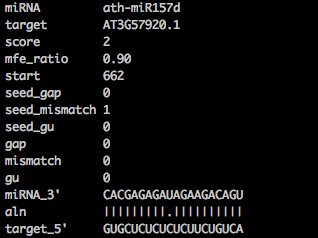 miRNA ath-miR157d
target AT3G57920.1
score 2
mfe_ratio 0.90
start 662
seed_gap 0
seed_mismatch 1
seed_gu 0
gap 0
mismatch 0
gu 0
miRNA_3' CACGAGAGAUAGAAGACAGU
aln |||||||||.||||||||||
target_5' GUGCUCUCUCUCUUCUGUCA